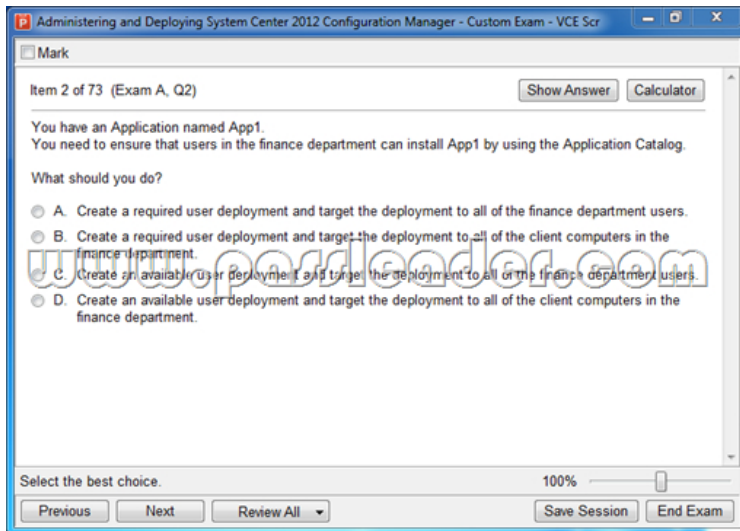 Administering and Deploying System Center 2012 Configuration Manager - Custom Exam - VCE Scr
Mark
Item 2 of 73 (Exam A, Q2)
Show Answer
Calculator
You have an Application named App1.
You need to ensure that users in the finance department can install App1 by using the Application Catalog.
What should you do?
A. Create a required user deployment and target the deployment to all of the finance department users.
B. Create a required user deployment and target the deployment to all of the client computers in the
finance department.
www.passleader.com
C. Create an available user deployment and target the deployment to all of the finance department users.
D. Create an available user deployment and target the deployment to all of the client computers in the
finance department.
Select the best choice.
100%
Previous
Next
Review All
Save Session
End Exam